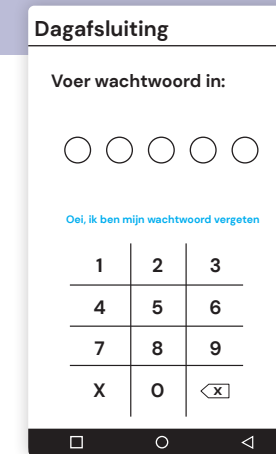 Dagafsluiting
Voer wachtwoord in:
Oei, ik ben mijn wachtwoord vergeten
1 2 3
4 5 6
7 8 9
X 0 x